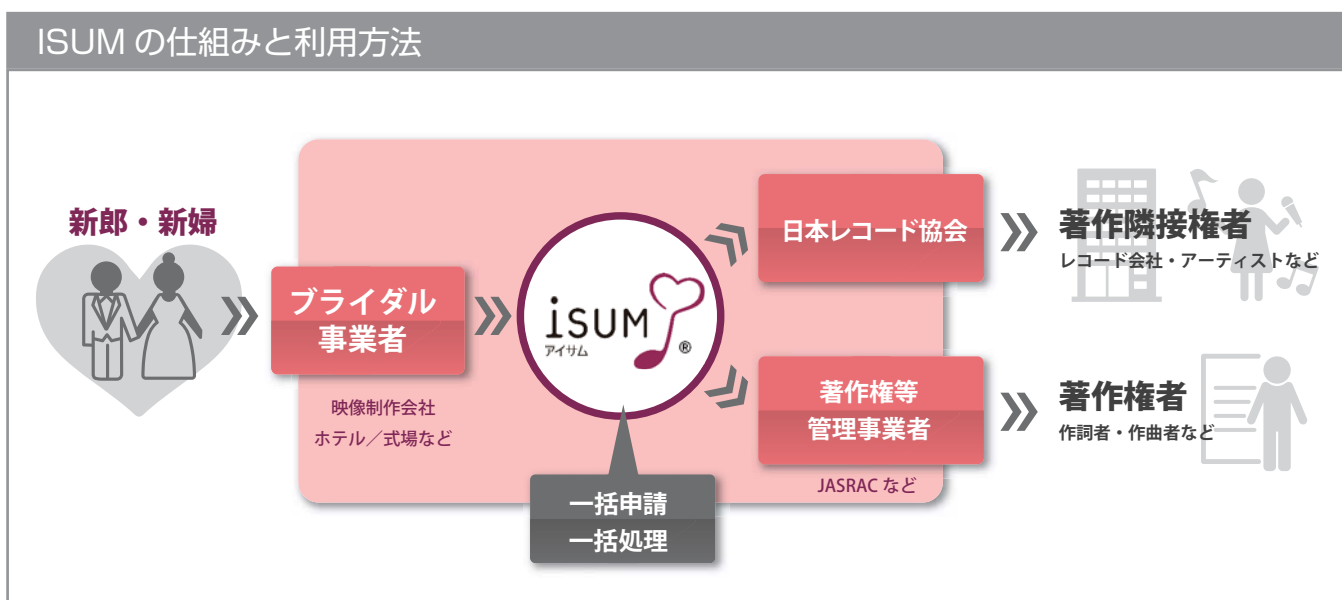 ISUM の仕組みと利用方法
新郎・新婦
ブライダル
事業者
映像制作会社
ホテル／式場など
isum
アイサム
®
一括申請
一括処理
日本レコード協会
著作隣接権者
レコード会社・アーティストなど
著作権等
管理事業者
JASRAC など
著作権者
作詞者・作曲者など